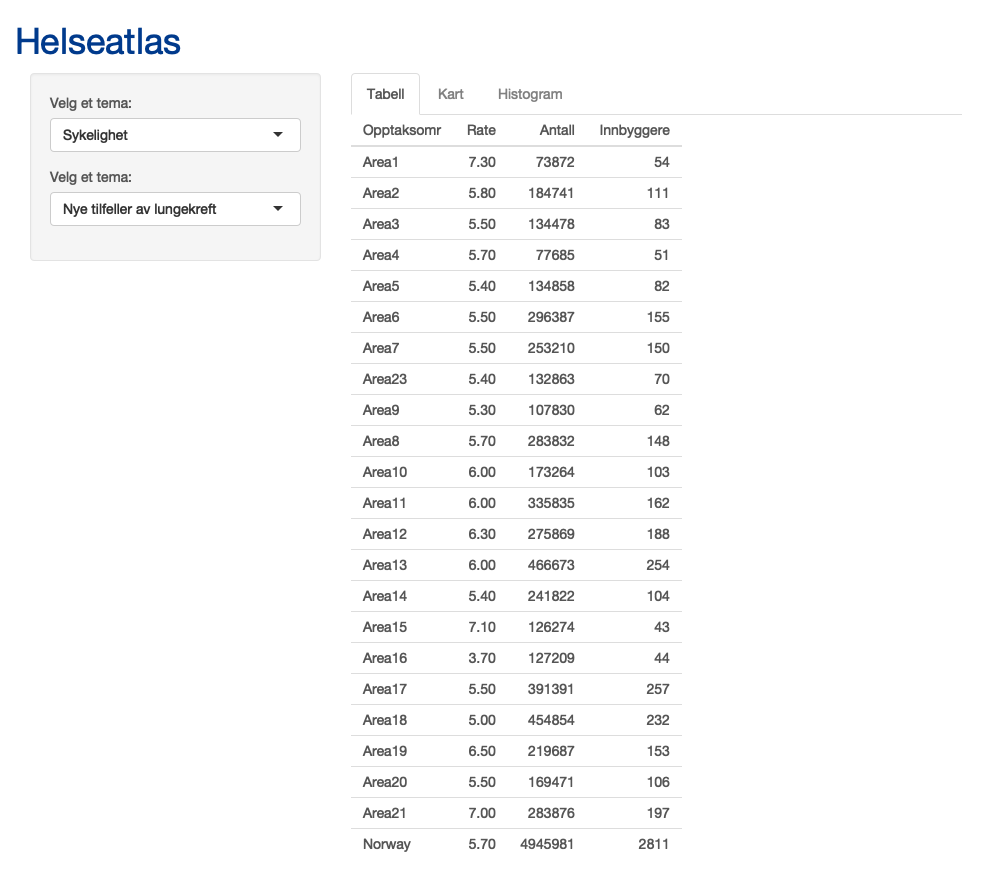 Helseatlas
Velg et tema:
Sykelighet
Velg et tema:
Nye tilfeller av lungekreft
Tabell Kart Histogram
Opptaksomr Rate Antall Innbyggere
Area1 7.30 73872 54
Area2 5.80 184741 111
Area3 5.50 134478 83
Area4 5.70 77685 51
Area5 5.40 134858 82
Area6 5.50 296387 155
Area7 5.50 253210 150
Area23 5.40 132863 70
Area9 5.30 107830 62
Area8 5.70 283832 148
Area10 6.00 173264 103
Area11 6.00 335835 162
Area12 6.30 275869 188
Area13 6.00 466673 254
Area14 5.40 241822 104
Area15 7.10 126274 43
Area16 3.70 127209 44
Area17 5.50 391391 257
Area18 5.00 454854 232
Area19 6.50 219687 153
Area20 5.50 169471 106
Area21 7.00 283876 197
Norway 5.70 4945981 2811